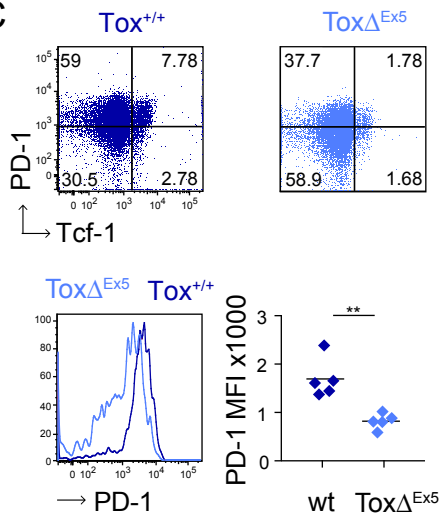 Tox+/+
ToxΔEx5
59 7.78
30.5 2.78
37.7 1.78
58.9 1.68
10⁵
10⁴
10³
10²
0
0 10² 10³ 10⁴ 10⁵
PD-1
Tcf-1
ToxΔEx5 Tox+/+
100
80
60
40
20
0
0 10² 10³ 10⁴ 10⁵
→ PD-1
PD-1 MFI x1000
3
2
1
0
**
wt ToxΔEx5